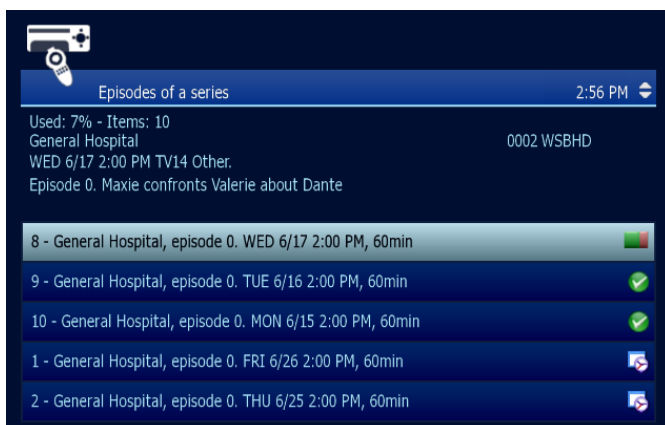 Episodes of a series 2:56 PM
Used: 7% - Items: 10
General Hospital 0002 WSBHD
WED 6/17 2:00 PM TV14 Other.
Episode 0. Maxie confronts Valerie about Dante
8 - General Hospital, episode 0. WED 6/17 2:00 PM, 60min
9 - General Hospital, episode 0. TUE 6/16 2:00 PM, 60min
10 - General Hospital, episode 0. MON 6/15 2:00 PM, 60min
1 - General Hospital, episode 0. FRI 6/26 2:00 PM, 60min
2 - General Hospital, episode 0. THU 6/25 2:00 PM, 60min